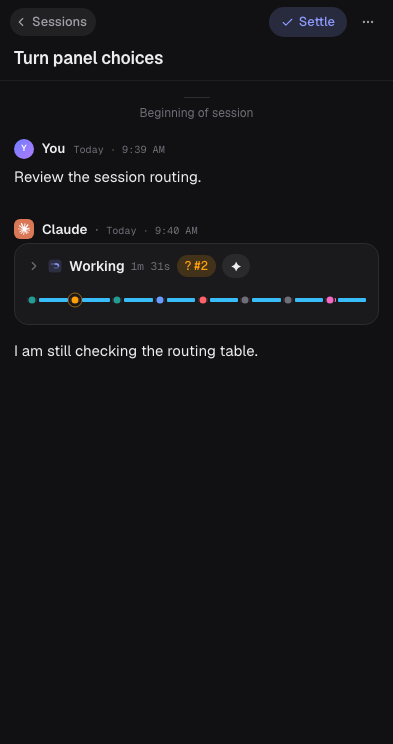 Sessions
Settle
Turn panel choices
Beginning of session
Y
You Today · 9:39 AM
Review the session routing.
Claude · Today · 9:40 AM
Working 1m 31s ? #2
I am still checking the routing table.